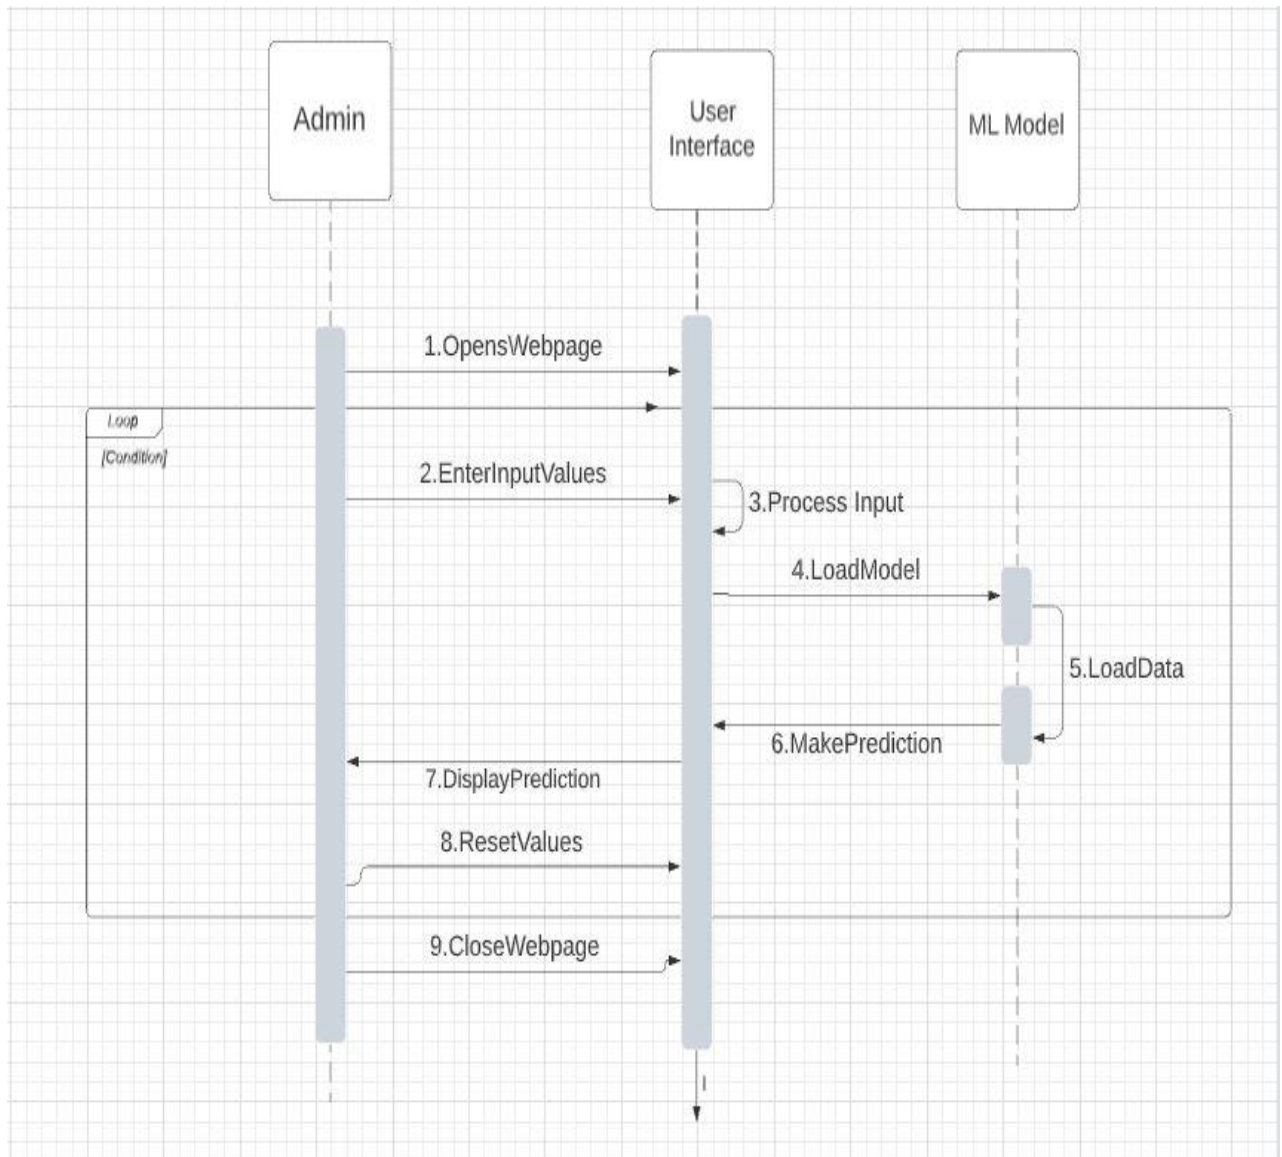 Admin
User
Interface
ML Model
1.OpensWebpage
Loop
[Condition]
2.EnterInputValues
3.Process Input
4.LoadModel
5.LoadData
6.MakePrediction
7.DisplayPrediction
8.ResetValues
9.CloseWebpage